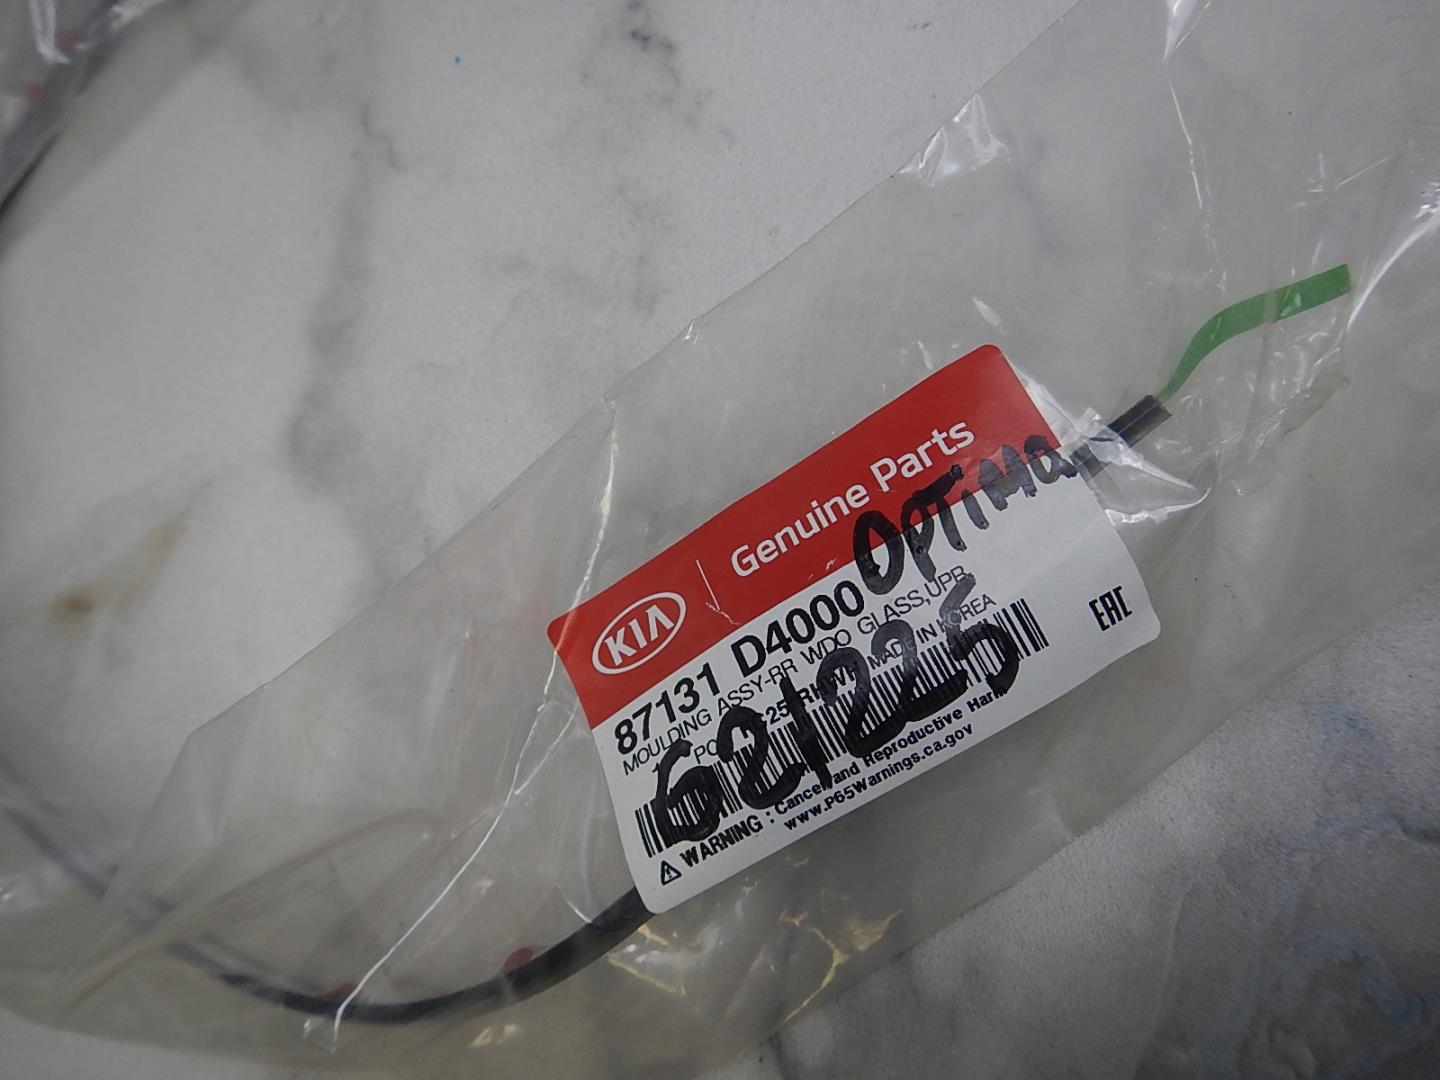 KIA | Genuine Parts
OPTIMA
87131 D4000
MOULDING ASSY-RR WDO GLASS,UPR
MADE IN KOREA
621225
EAC
WARNING : Cancer and Reproductive Harm
www.P65Warnings.ca.gov